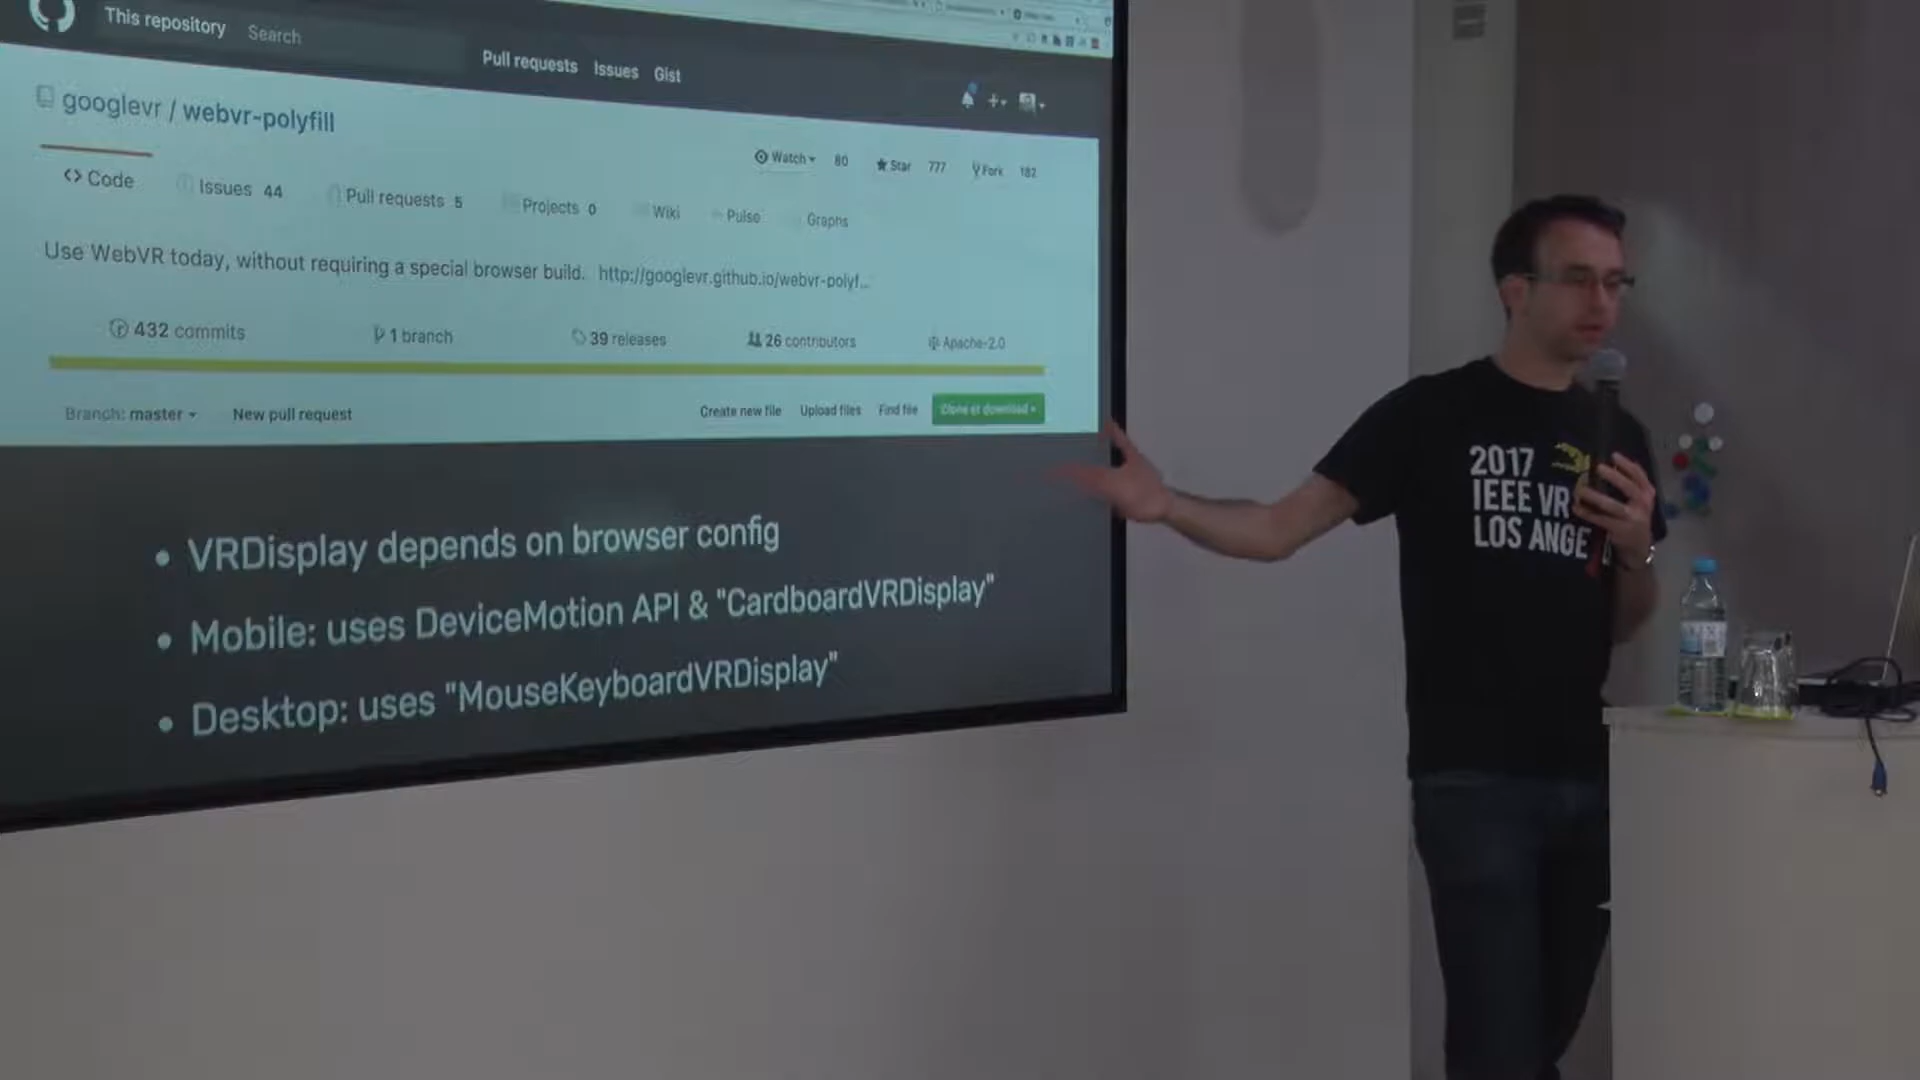 This repository Search
Pull requests Issues Gist
googlevr / webvr-polyfill
Watch 80 Star 777 Fork 182
Code Issues 44 Pull requests 5 Projects 0 Wiki Pulse Graphs
Use WebVR today, without requiring a special browser build. http://googlevr.github.io/webvr-polyf...
432 commits 1 branch 39 releases 26 contributors Apache-2.0
Branch: master New pull request Create new file Upload files Find file Clone or download
• VRDisplay depends on browser config
• Mobile: uses DeviceMotion API & "CardboardVRDisplay"
• Desktop: uses "MouseKeyboardVRDisplay"
2017
IEEE VR
LOS ANGE